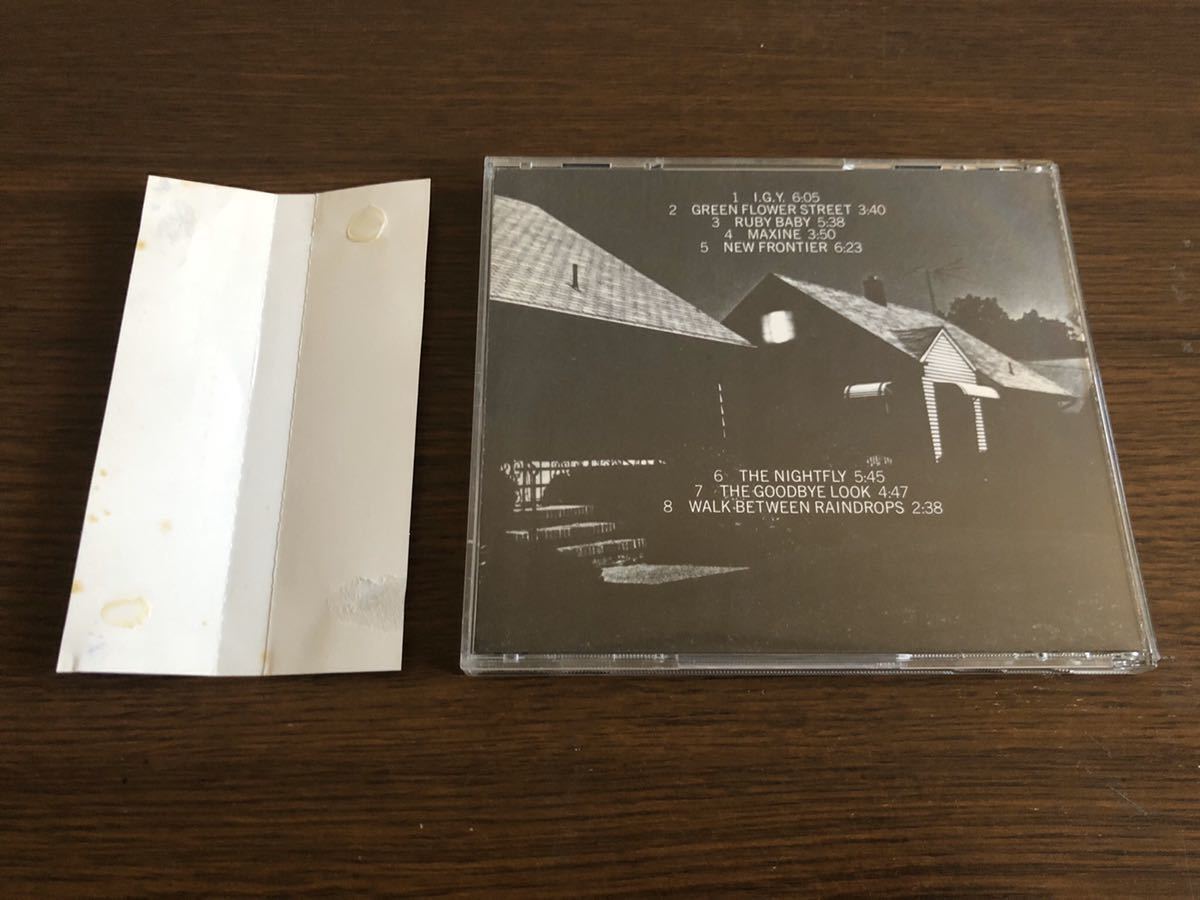 1 I.G.Y. 6:05
2 GREEN FLOWER STREET 3:40
3 RUBY BABY 5:38
4 MAXINE 3:50
5 NEW FRONTIER 6:23
6 THE NIGHTFLY 5:45
7 THE GOODBYE LOOK 4:47
8 WALK BETWEEN RAINDROPS 2:38